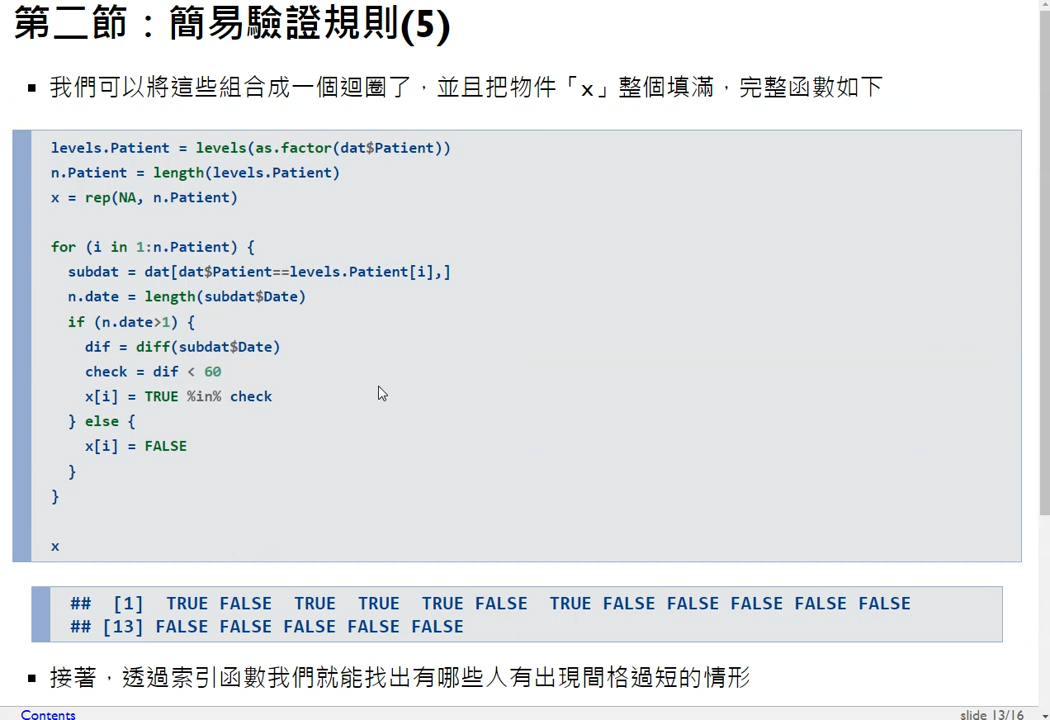 第二節：簡易驗證規則(5)
我們可以將這些組合成一個迴圈了，並且把物件「x」整個填滿，完整函數如下
levels.Patient = levels(as.factor(dat$Patient))
n.Patient = length(levels.Patient)
x = rep(NA, n.Patient)
for (i in 1:n.Patient) {
subdat = dat[dat$Patient==levels.Patient[i],]
n.date = length(subdat$Date)
if (n.date>1) {
dif = diff(subdat$Date)
check = dif < 60
x[i] = TRUE %in% check
} else {
x[i] = FALSE
}
}
x
## [1] TRUE FALSE TRUE TRUE TRUE FALSE TRUE FALSE FALSE FALSE FALSE FALSE
## [13] FALSE FALSE FALSE FALSE FALSE
接著，透過索引函數我們就能找出有哪些人有出現間格過短的情形
Contents
slide 13/16